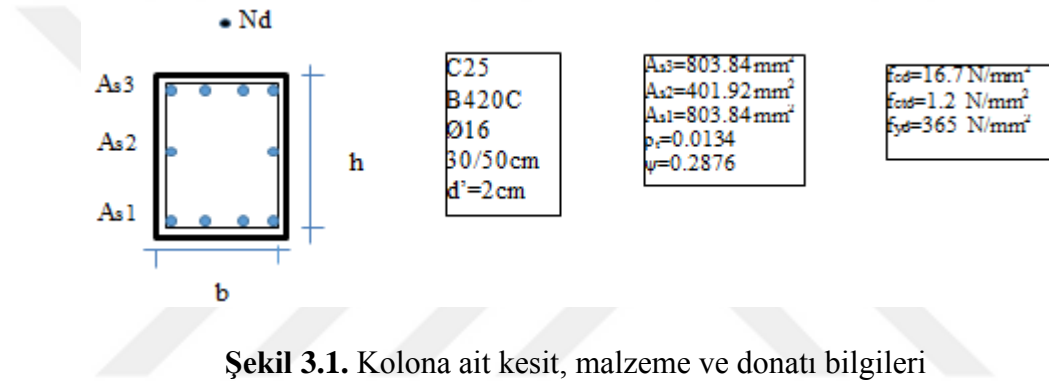 Nd
As3
As2
As1
h
b
C25
B420C
Ø16
30/50cm
d'=2cm
As3=803.84mm²
As2=401.92mm²
As1=803.84mm²
ρt=0.0134
ψ=0.2876
fcd=16.7 N/mm²
fctd=1.2 N/mm²
fyd=365 N/mm²
Şekil 3.1. Kolona ait kesit, malzeme ve donatı bilgileri